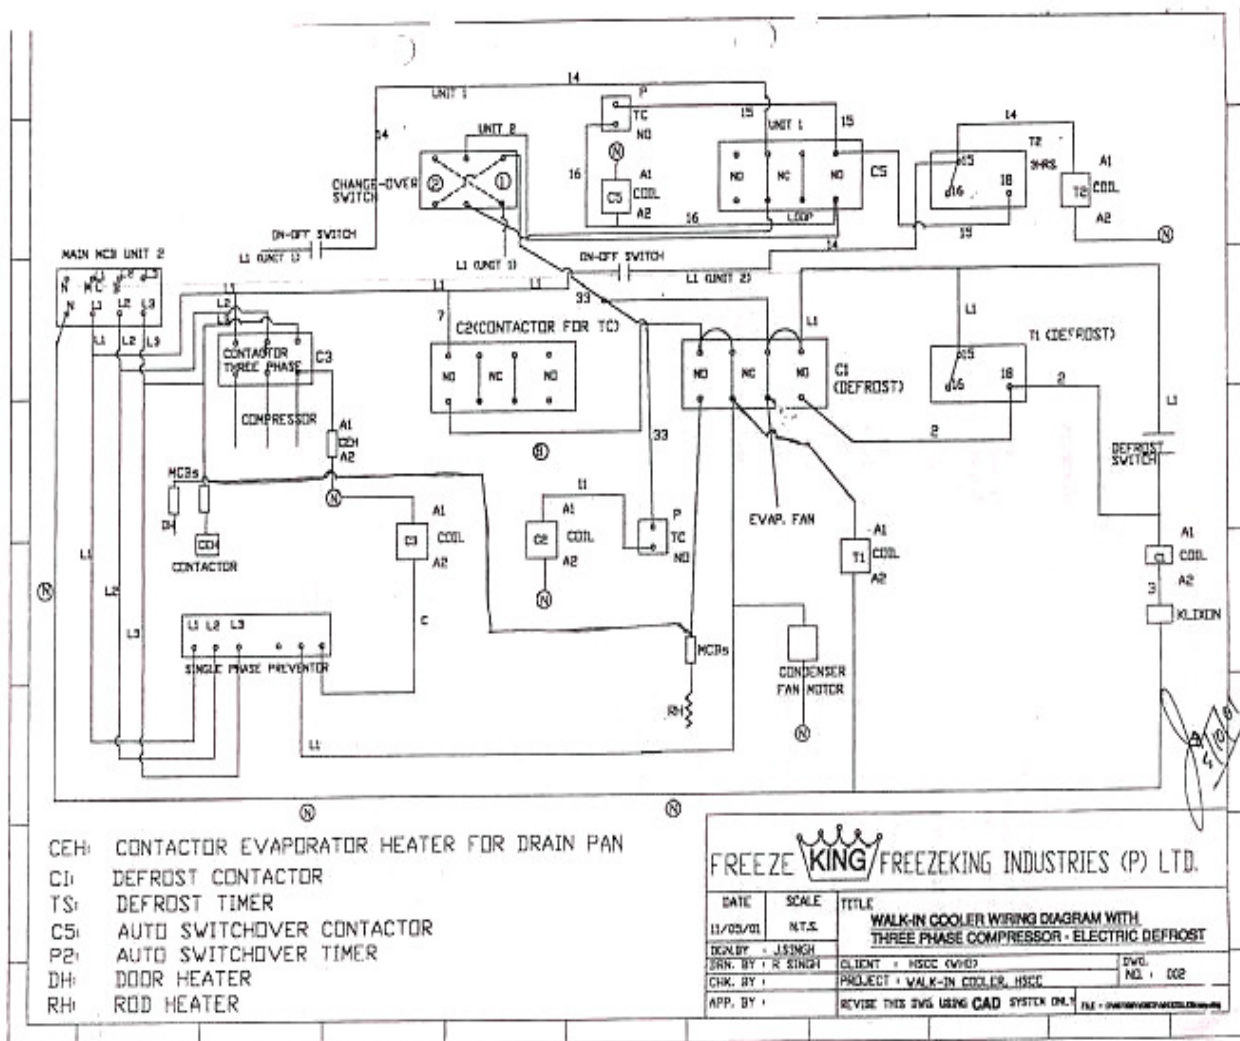 14
UNIT 1
P
TC
NO
14
UNIT 2
15
UNIT 1
15
14
T2
3HRS.
15
16
18
A1
T2 COIL
A2
N
CHANGE-OVER
SWITCH
2
1
16
N
A1
C5 COIL
A2
NO
NC
NO
C5
16
LOOP
14
15
ON-OFF SWITCH
L1 (UNIT 1)
L1 (UNIT 1)
ON-OFF SWITCH
L1 (UNIT 2)
MAIN MCB UNIT 2
N L1 L2 L3
M C B
N L1 L2 L3
L1 L2 L3
L1
L2
L1
L1
33
7
C2(CONTACTOR FOR TC)
NO
NC
NO
CONTACTOR
THREE PHASE
C3
COMPRESSOR
A1
CEH
A2
N
L1
NO
NC
NO
C1
(DEFROST)
L1
T1 (DEFROST)
15
16
18
2
2
L1
DEFROST
SWITCH
33
B
MCBs
DH
CEH
CONTACTOR
A1
C3 COIL
A2
11
A1
C2 COIL
A2
N
P
TC
NO
EVAP. FAN
A1
T1 COIL
A2
A1
C1 COIL
A2
3
KLIXON
N
L1
L2
L3
L1 L2 L3
SINGLE PHASE PREVENTOR
C
L1
MCBs
RH
CONDENSER
FAN MOTOR
N
N
N
CEH: CONTACTOR EVAPORATOR HEATER FOR DRAIN PAN
C1: DEFROST CONTACTOR
TS: DEFROST TIMER
C5: AUTO SWITCHOVER CONTACTOR
P2: AUTO SWITCHOVER TIMER
DH: DOOR HEATER
RH: ROD HEATER
FREEZE KING FREEZEKING INDUSTRIES (P) LTD.
DATE SCALE TITLE
11/05/01 N.T.S. WALK-IN COOLER WIRING DIAGRAM WITH
THREE PHASE COMPRESSOR - ELECTRIC DEFROST
DGN.BY : J.SINGH
DRN. BY : R SINGH CLIENT : HSCC (WHO) DWG.
CHK. BY : PROJECT : WALK-IN COOLER, HSCC NO. : 002
APP. BY : REVISE THIS DWG USING CAD SYSTEM ONLY FILE :